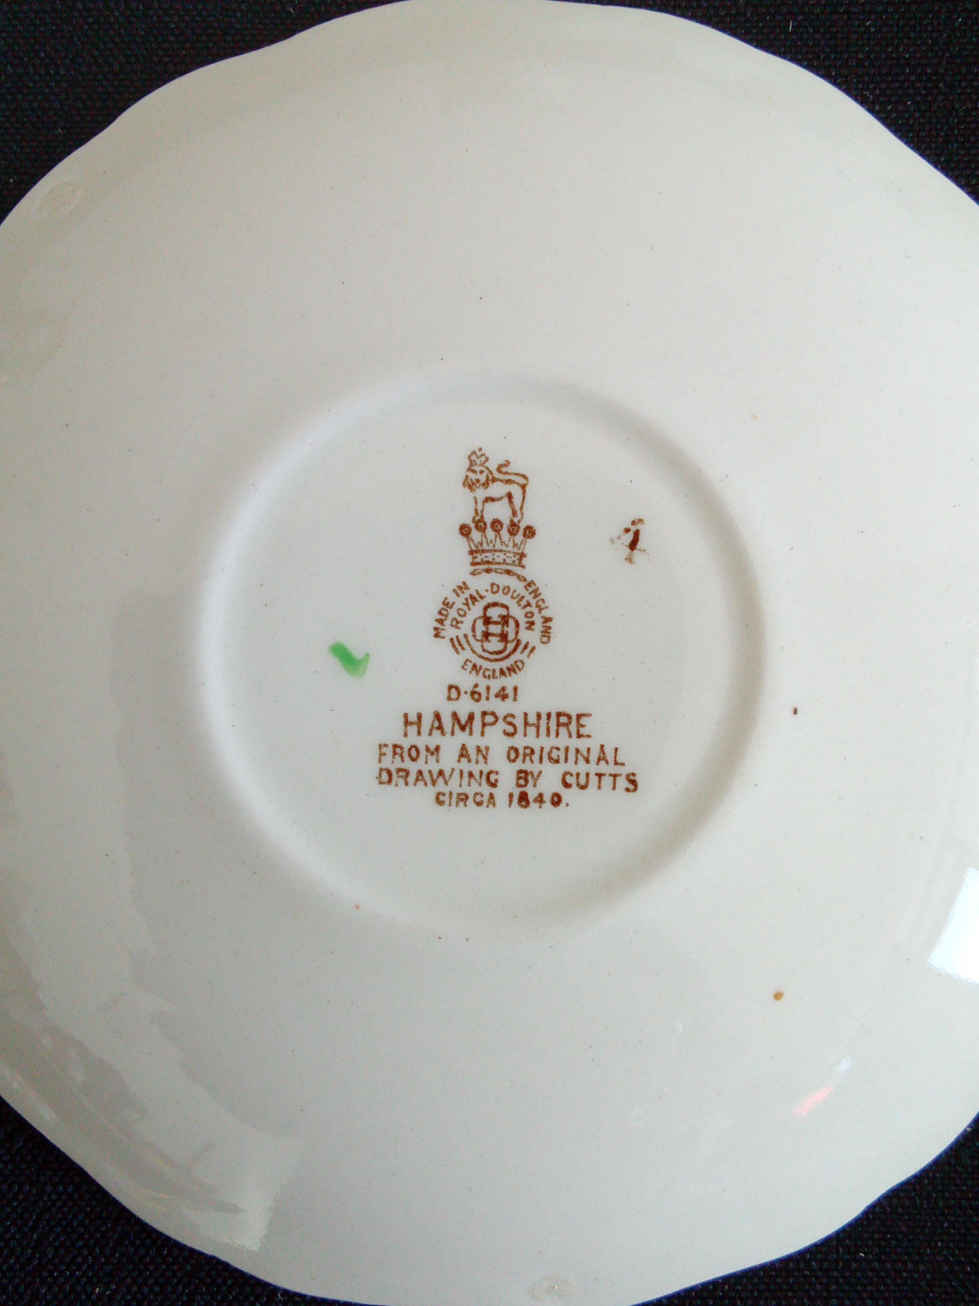 MADE IN ENGLAND
ROYAL·DOULTON
ENGLAND
D·6141
HAMPSHIRE
FROM AN ORIGINAL
DRAWING BY CUTTS
CIRCA 1840.